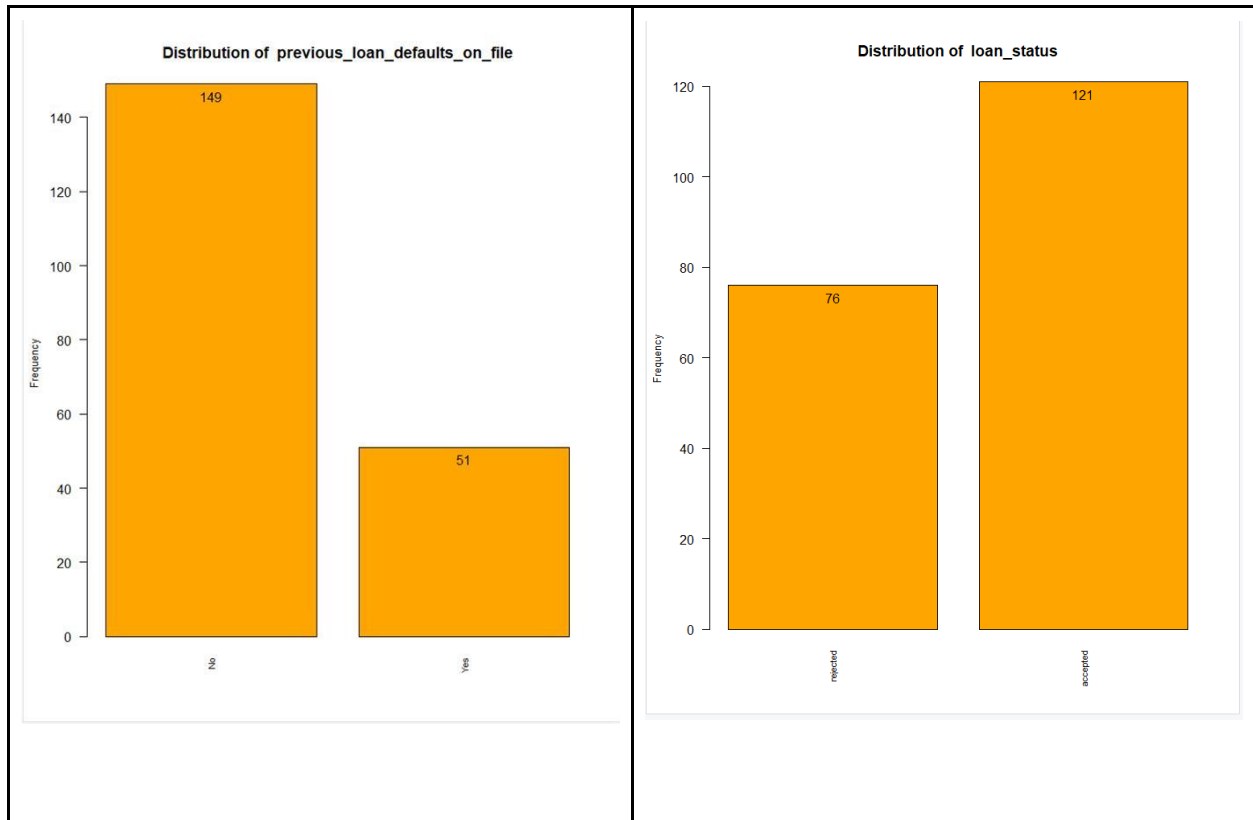 Distribution of previous_loan_defaults_on_file
149
140
120
100
80
60
40
20
0
51
Frequency
No
Yes
Distribution of loan_status
120
100
80
60
40
20
0
76
121
Frequency
rejected
accepted